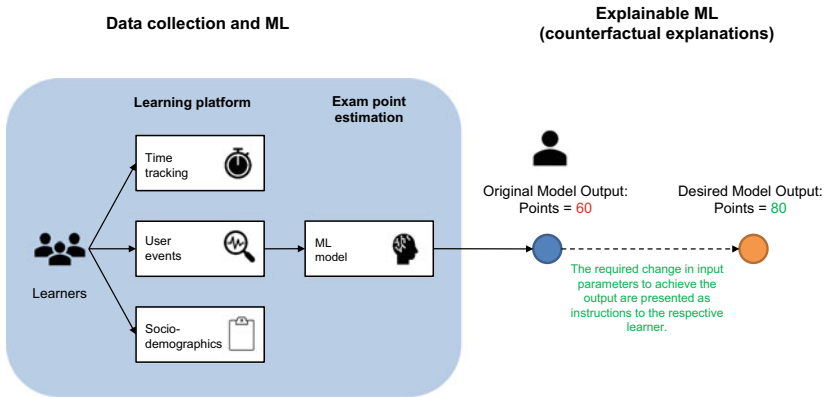 Data collection and ML
Explainable ML
(counterfactual explanations)
Learning platform
Exam point
estimation
Time
tracking
User
events
ML
model
Learners
Socio-
demographics
Original Model Output:
Points = 60
Desired Model Output:
Points = 80
The required change in input
parameters to achieve the
output are presented as
instructions to the respective
learner.